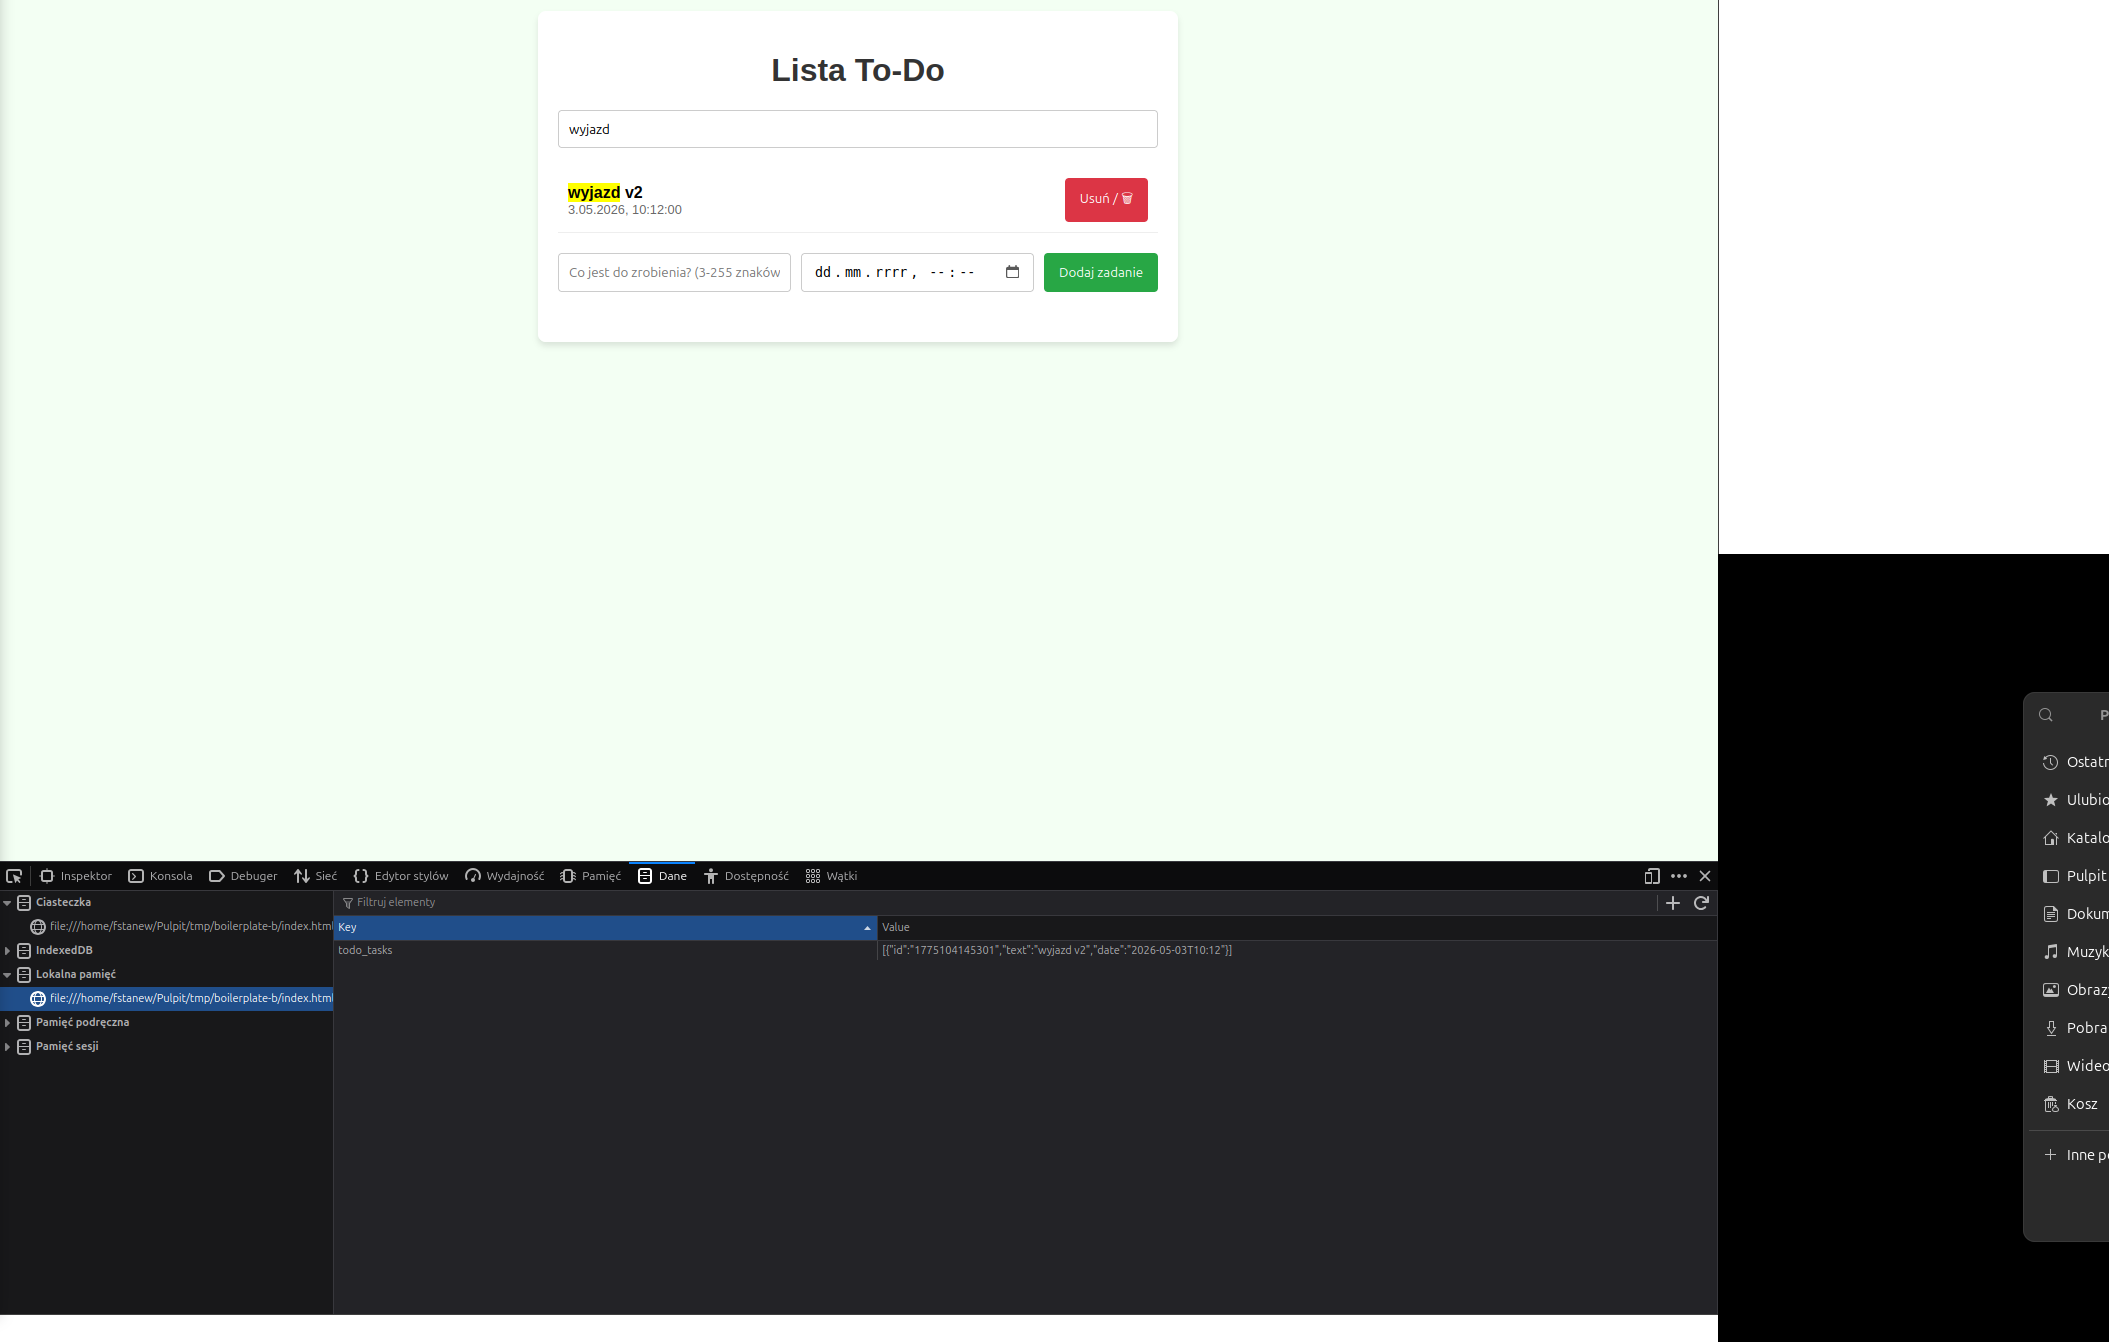 Lista To-Do
wyjazd
wyjazd v2
3.05.2026, 10:12:00
Usuń /
Co jest do zrobienia? (3-255 znaków
dd.mm.rrrr, --:--
Dodaj zadanie
Inspektor Konsola Debuger Sieć Edytor stylów Wydajność Pamięć Dane Dostępność Wątki
Ciasteczka
file:///home/fstanew/Pulpit/tmp/boilerplate-b/index.html
IndexedDB
Lokalna pamięć
file:///home/fstanew/Pulpit/tmp/boilerplate-b/index.html
Pamięć podręczna
Pamięć sesji
Filtruj elementy
Key Value
todo_tasks [{"id":"1775104145301","text":"wyjazd v2","date":"2026-05-03T10:12"}]
P
Ostatn
Ulubio
Katalo
Pulpit
Dokum
Muzyk
Obrazy
Pobra
Wideo
Kosz
Inne po